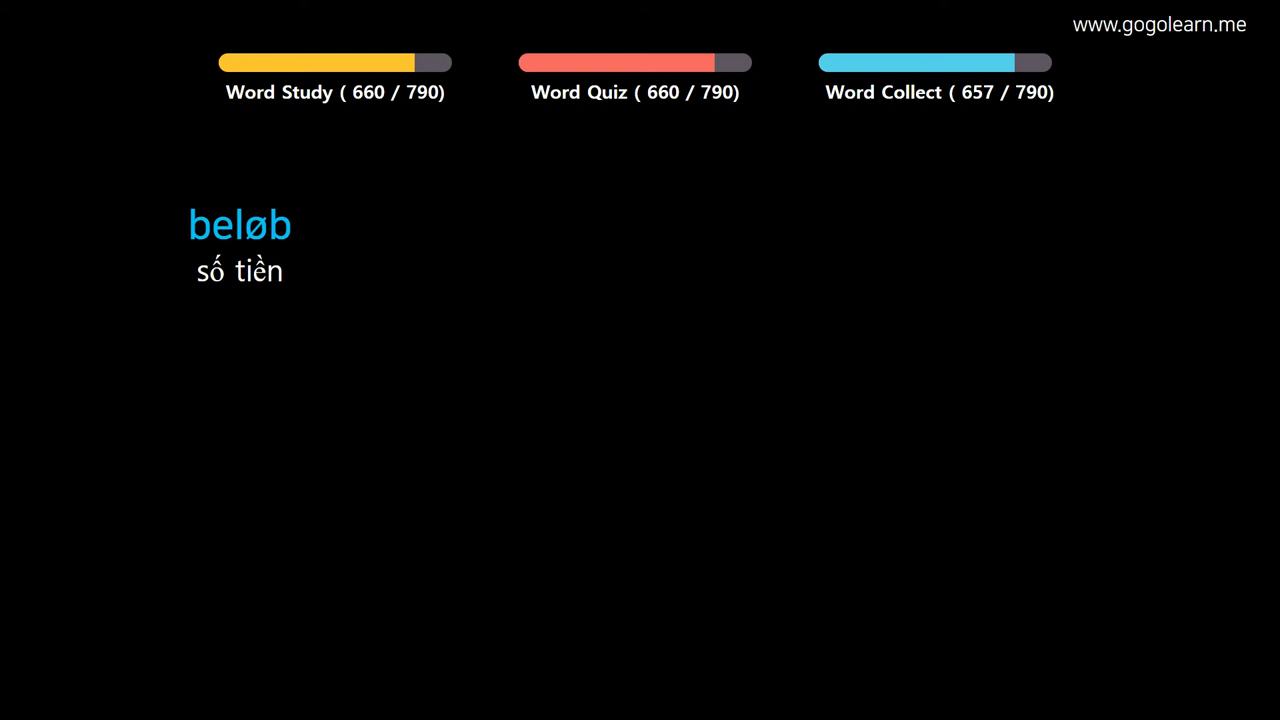 www.gogolearn.me
Word Study ( 660 / 790)
Word Quiz ( 660 / 790)
Word Collect ( 657 / 790)
beløb
số tiền